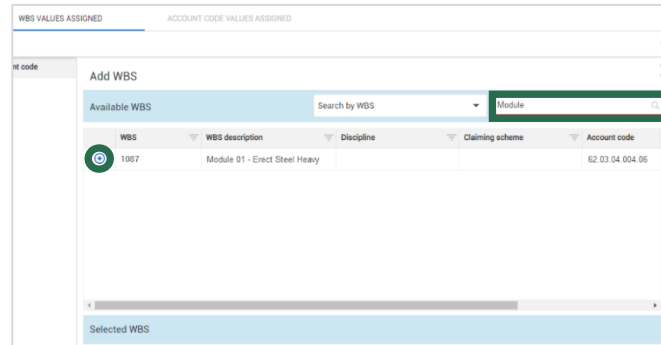 WBS VALUES ASSIGNED ACCOUNT CODE VALUES ASSIGNED
nt code
Add WBS
Available WBS Search by WBS Module
WBS WBS description Discipline Claiming scheme Account code
1087 Module 01 - Erect Steel Heavy 62.03.04.004.06
Selected WBS